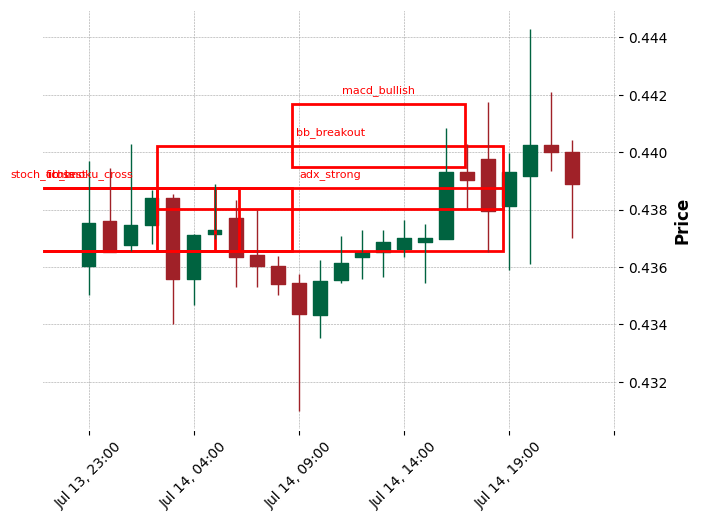 0.444
0.442
0.440
0.438
0.436
0.434
0.432
Price
macd_bullish
bb_breakout
adx_strong
Jul 13, 23:00
Jul 14, 04:00
Jul 14, 09:00
Jul 14, 14:00
Jul 14, 19:00